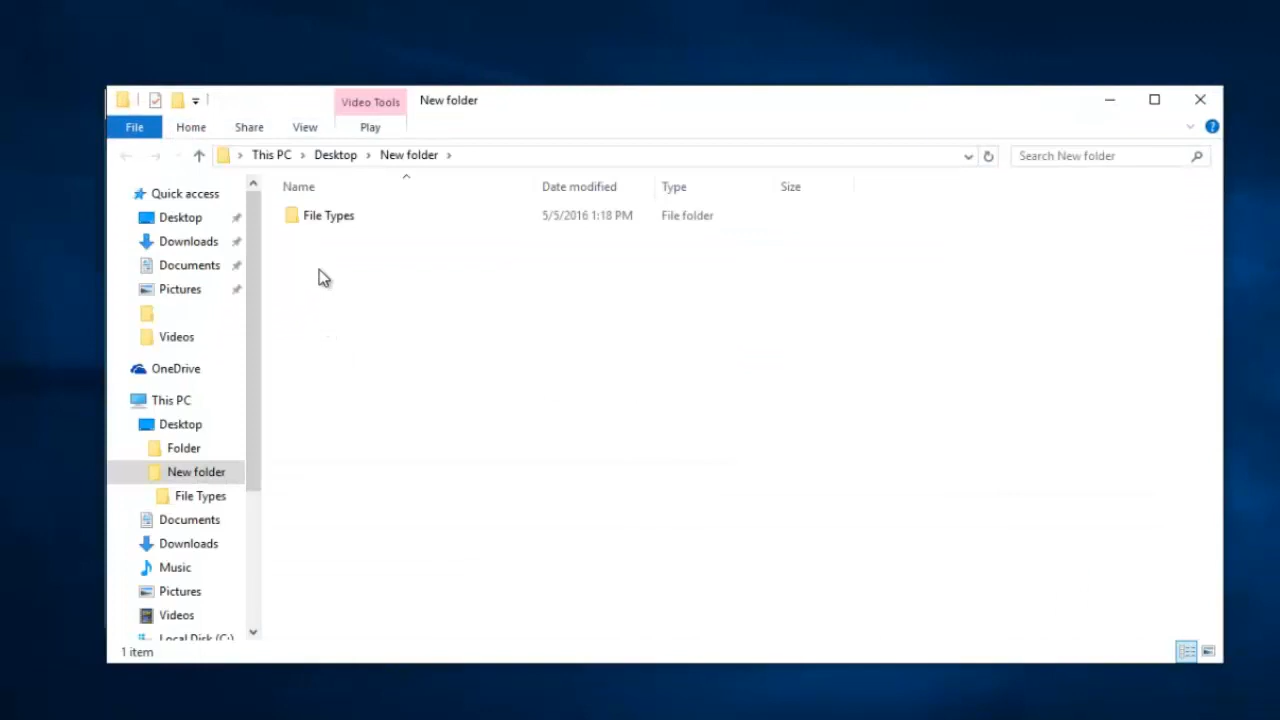 Video Tools New folder
File Home Share View Play
This PC Desktop New folder Search New folder
Name Date modified Type Size
File Types 5/5/2016 1:18 PM File folder
Quick access
Desktop
Downloads
Documents
Pictures
Videos
OneDrive
This PC
Desktop
Folder
New folder
File Types
Documents
Downloads
Music
Pictures
Videos
Local Disk (C:)
1 item